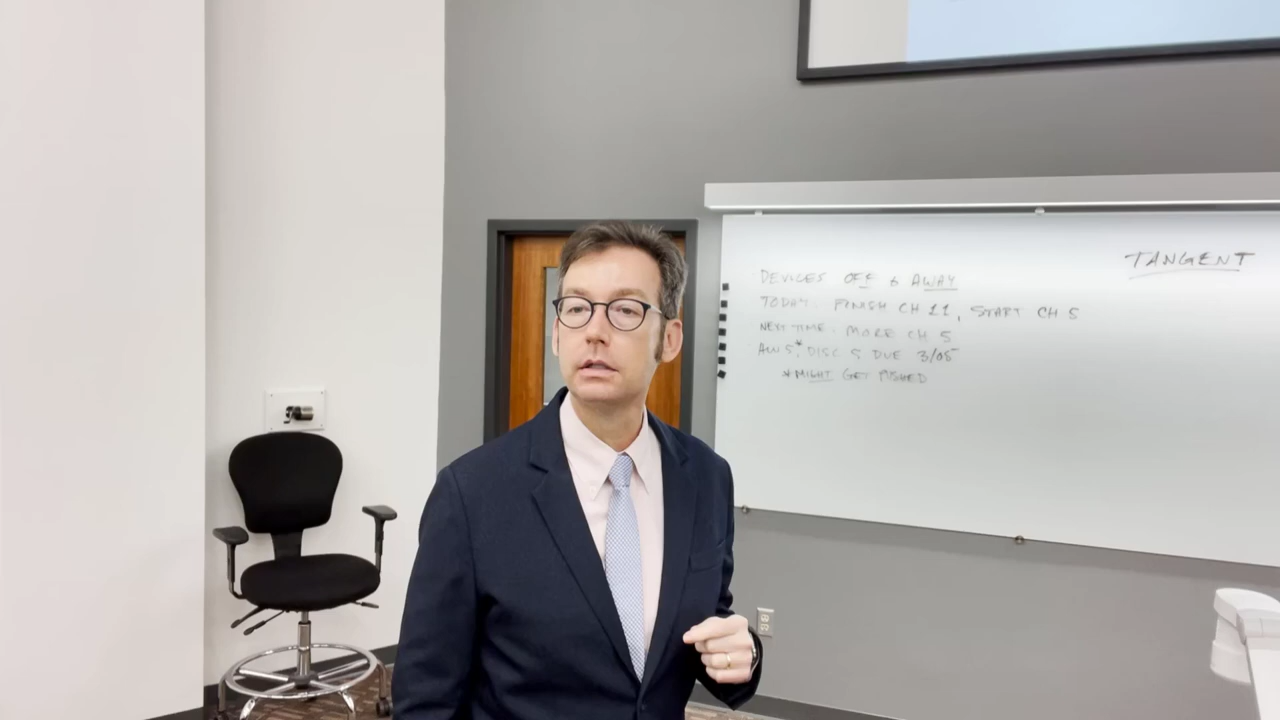 TANGENT
DEVICES OFF & AWAY
TODAY: FINISH CH 11, START CH 5
NEXT TIME: MORE CH 5
AW 5*, DISC 5 DUE 3/05
*MIGHT GET PUSHED